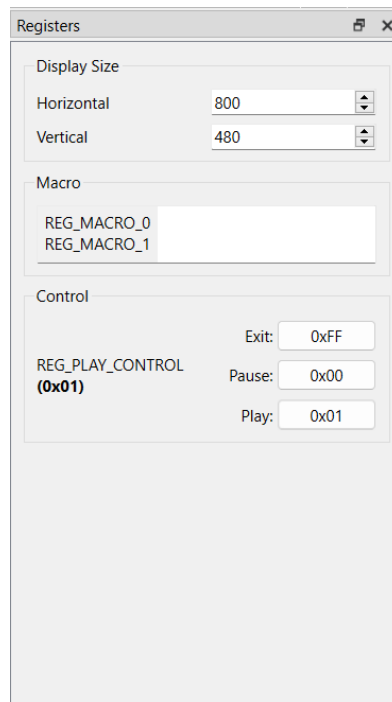 Registers
Display Size
Horizontal 800
Vertical 480
Macro
REG_MACRO_0
REG_MACRO_1
Control
Exit: 0xFF
REG_PLAY_CONTROL
(0x01)
Pause: 0x00
Play: 0x01